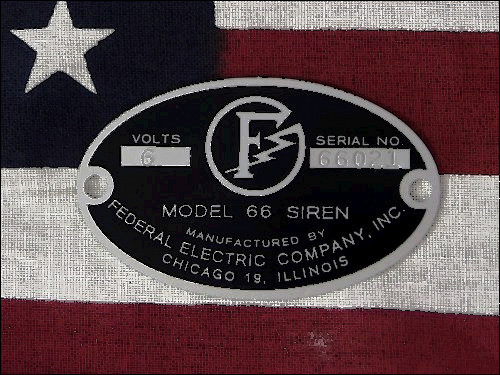 F
VOLTS
6
SERIAL NO.
66021
MODEL 66 SIREN
MANUFACTURED BY
FEDERAL ELECTRIC COMPANY, INC.
CHICAGO 19, ILLINOIS